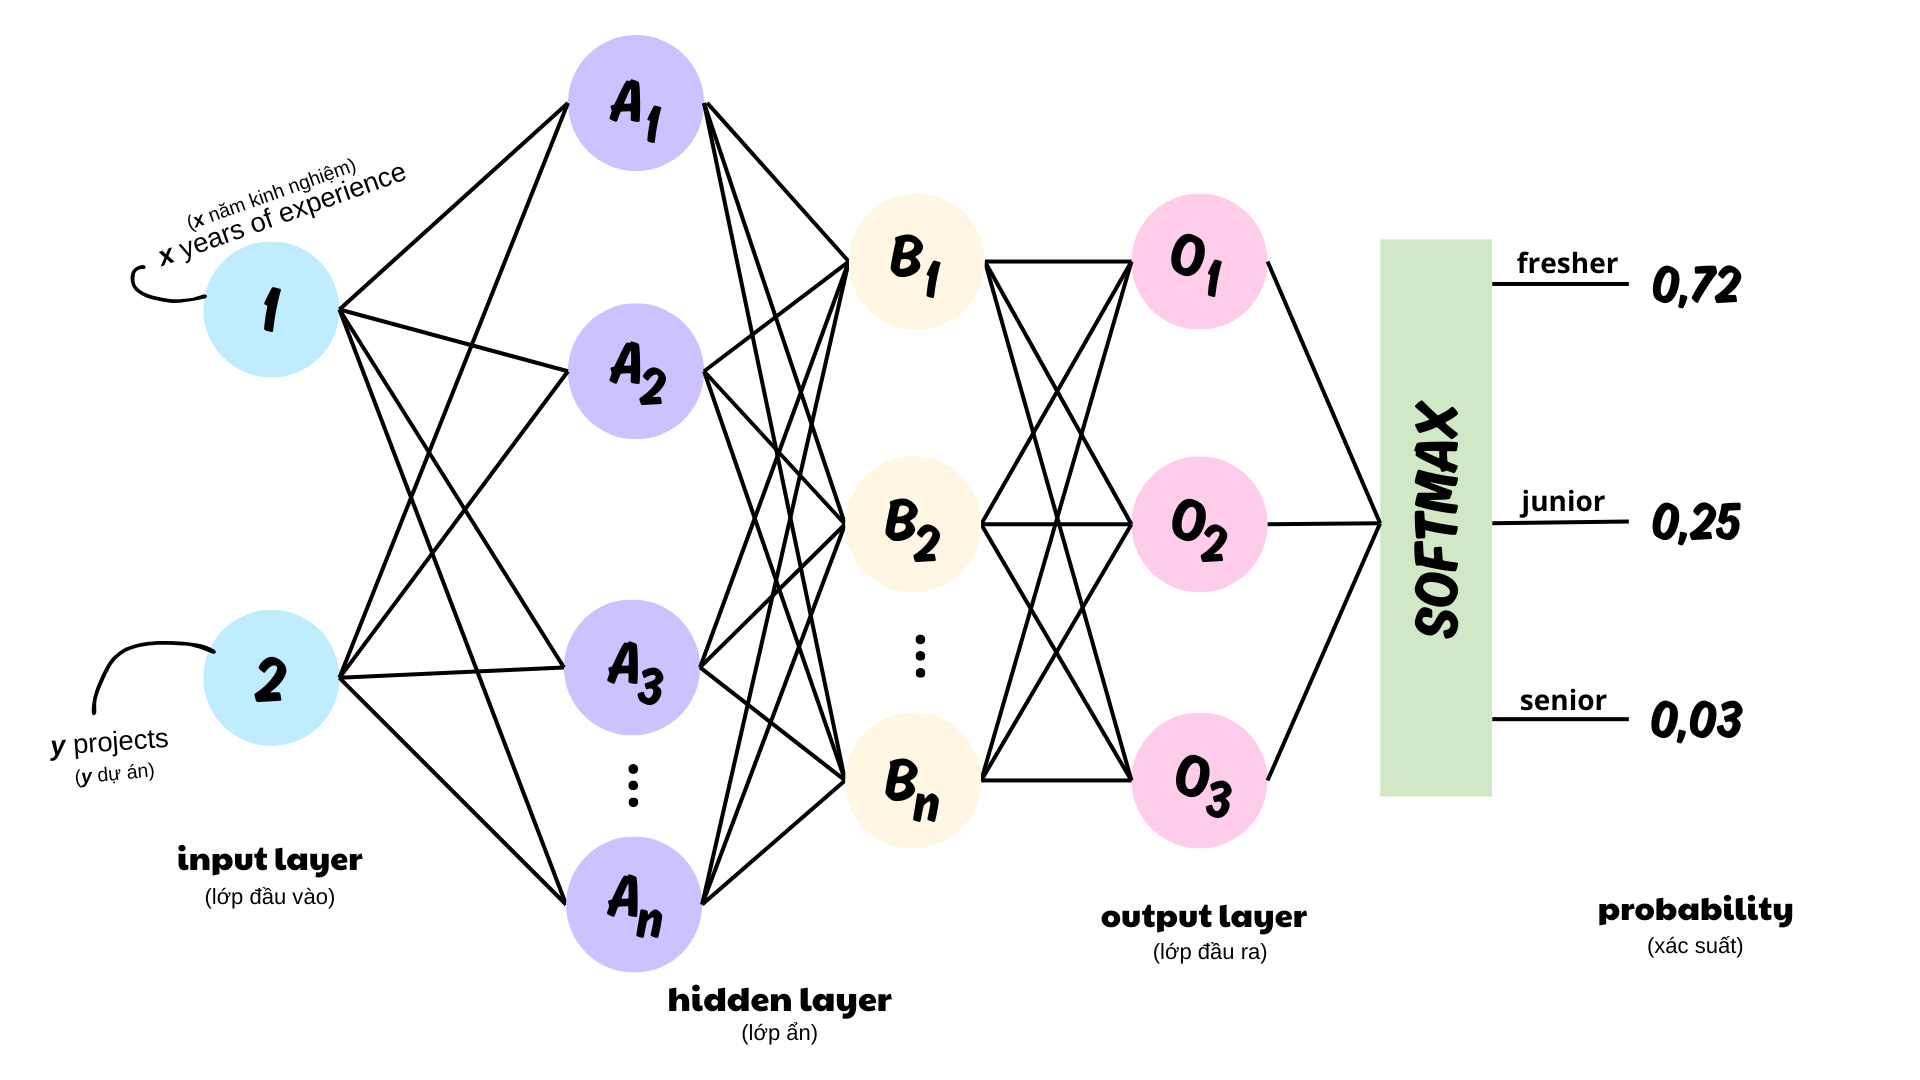 (x năm kinh nghiệm)
x years of experience
1
2
y projects
(y dự án)
input layer
(lớp đầu vào)
A1
A2
A3
An
hidden layer
(lớp ẩn)
B1
B2
Bn
O1
O2
O3
output layer
(lớp đầu ra)
SOFTMAX
fresher 0,72
junior 0,25
senior 0,03
probability
(xác suất)